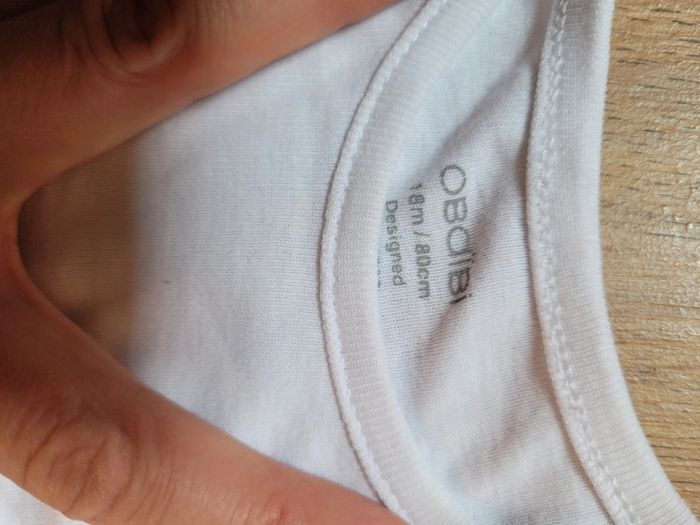 OBaIBi
18m / 80cm
Designed